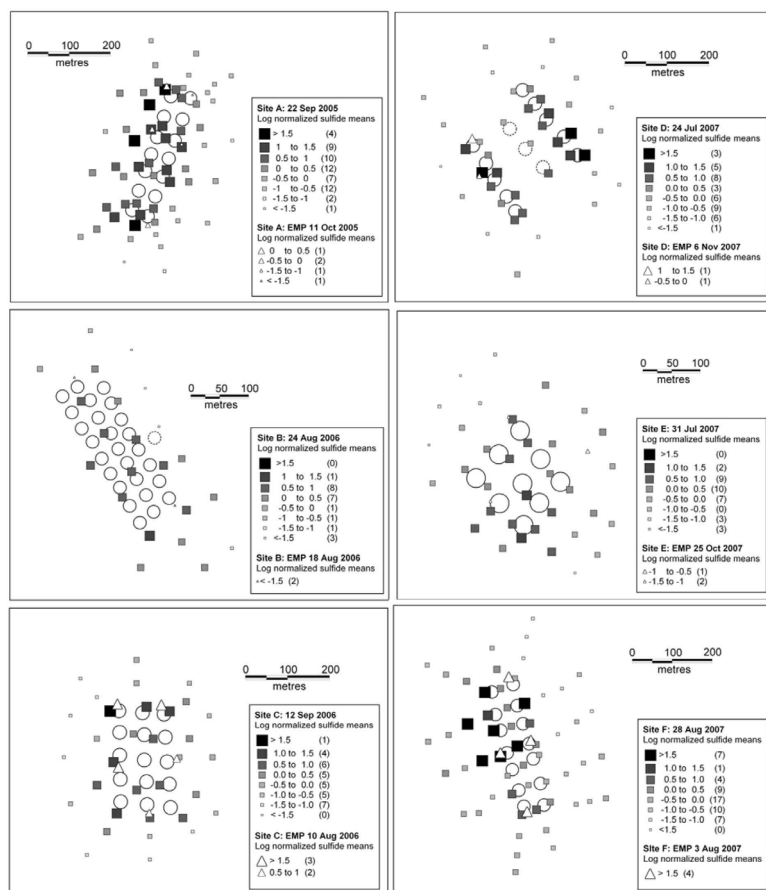 0 100 200
metres
Site A: 22 Sep 2005
Log normalized sulfide means
> 1.5 (4)
1 to 1.5 (9)
0.5 to 1 (10)
0 to 0.5 (12)
-0.5 to 0 (7)
-1 to -0.5 (12)
-1.5 to -1 (2)
< -1.5 (1)
Site A: EMP 11 Oct 2005
Log normalized sulfide means
0 to 0.5 (1)
-0.5 to 0 (2)
-1.5 to -1 (1)
< -1.5 (1)
0 100 200
metres
Site D: 24 Jul 2007
Log normalized sulfide means
>1.5 (3)
1.0 to 1.5 (5)
0.5 to 1.0 (8)
0.0 to 0.5 (3)
-0.5 to 0.0 (6)
-1.0 to -0.5 (9)
-1.5 to -1.0 (6)
<-1.5 (1)
Site D: EMP 6 Nov 2007
Log normalized sulfide means
1 to 1.5 (1)
-0.5 to 0 (1)
0 50 100
metres
Site B: 24 Aug 2006
Log normalized sulfide means
>1.5 (0)
1 to 1.5 (1)
0.5 to 1 (8)
0 to 0.5 (7)
-0.5 to 0 (1)
-1 to -0.5 (1)
-1.5 to -1 (1)
<-1.5 (3)
Site B: EMP 18 Aug 2006
Log normalized sulfide means
< -1.5 (2)
0 50 100
metres
Site E: 31 Jul 2007
Log normalized sulfide means
>1.5 (0)
1.0 to 1.5 (2)
0.5 to 1.0 (9)
0.0 to 0.5 (10)
-0.5 to 0.0 (7)
-1.0 to -0.5 (0)
-1.5 to -1.0 (3)
<-1.5 (3)
Site E: EMP 25 Oct 2007
Log normalized sulfide means
-1 to -0.5 (1)
-1.5 to -1 (2)
0 100 200
metres
Site C: 12 Sep 2006
Log normalized sulfide means
> 1.5 (1)
1.0 to 1.5 (4)
0.5 to 1.0 (6)
0.0 to 0.5 (5)
-0.5 to 0.0 (5)
-1.0 to -0.5 (5)
-1.5 to -1.0 (7)
< -1.5 (0)
Site C: EMP 10 Aug 2006
Log normalized sulfide means
> 1.5 (3)
0.5 to 1 (2)
0 100 200
metres
Site F: 28 Aug 2007
Log normalized sulfide means
>1.5 (7)
1.0 to 1.5 (1)
0.5 to 1.0 (4)
0.0 to 0.5 (9)
-0.5 to 0.0 (17)
-1.0 to -0.5 (10)
-1.5 to -1.0 (7)
<1.5 (0)
Site F: EMP 3 Aug 2007
Log normalized sulfide means
> 1.5 (4)